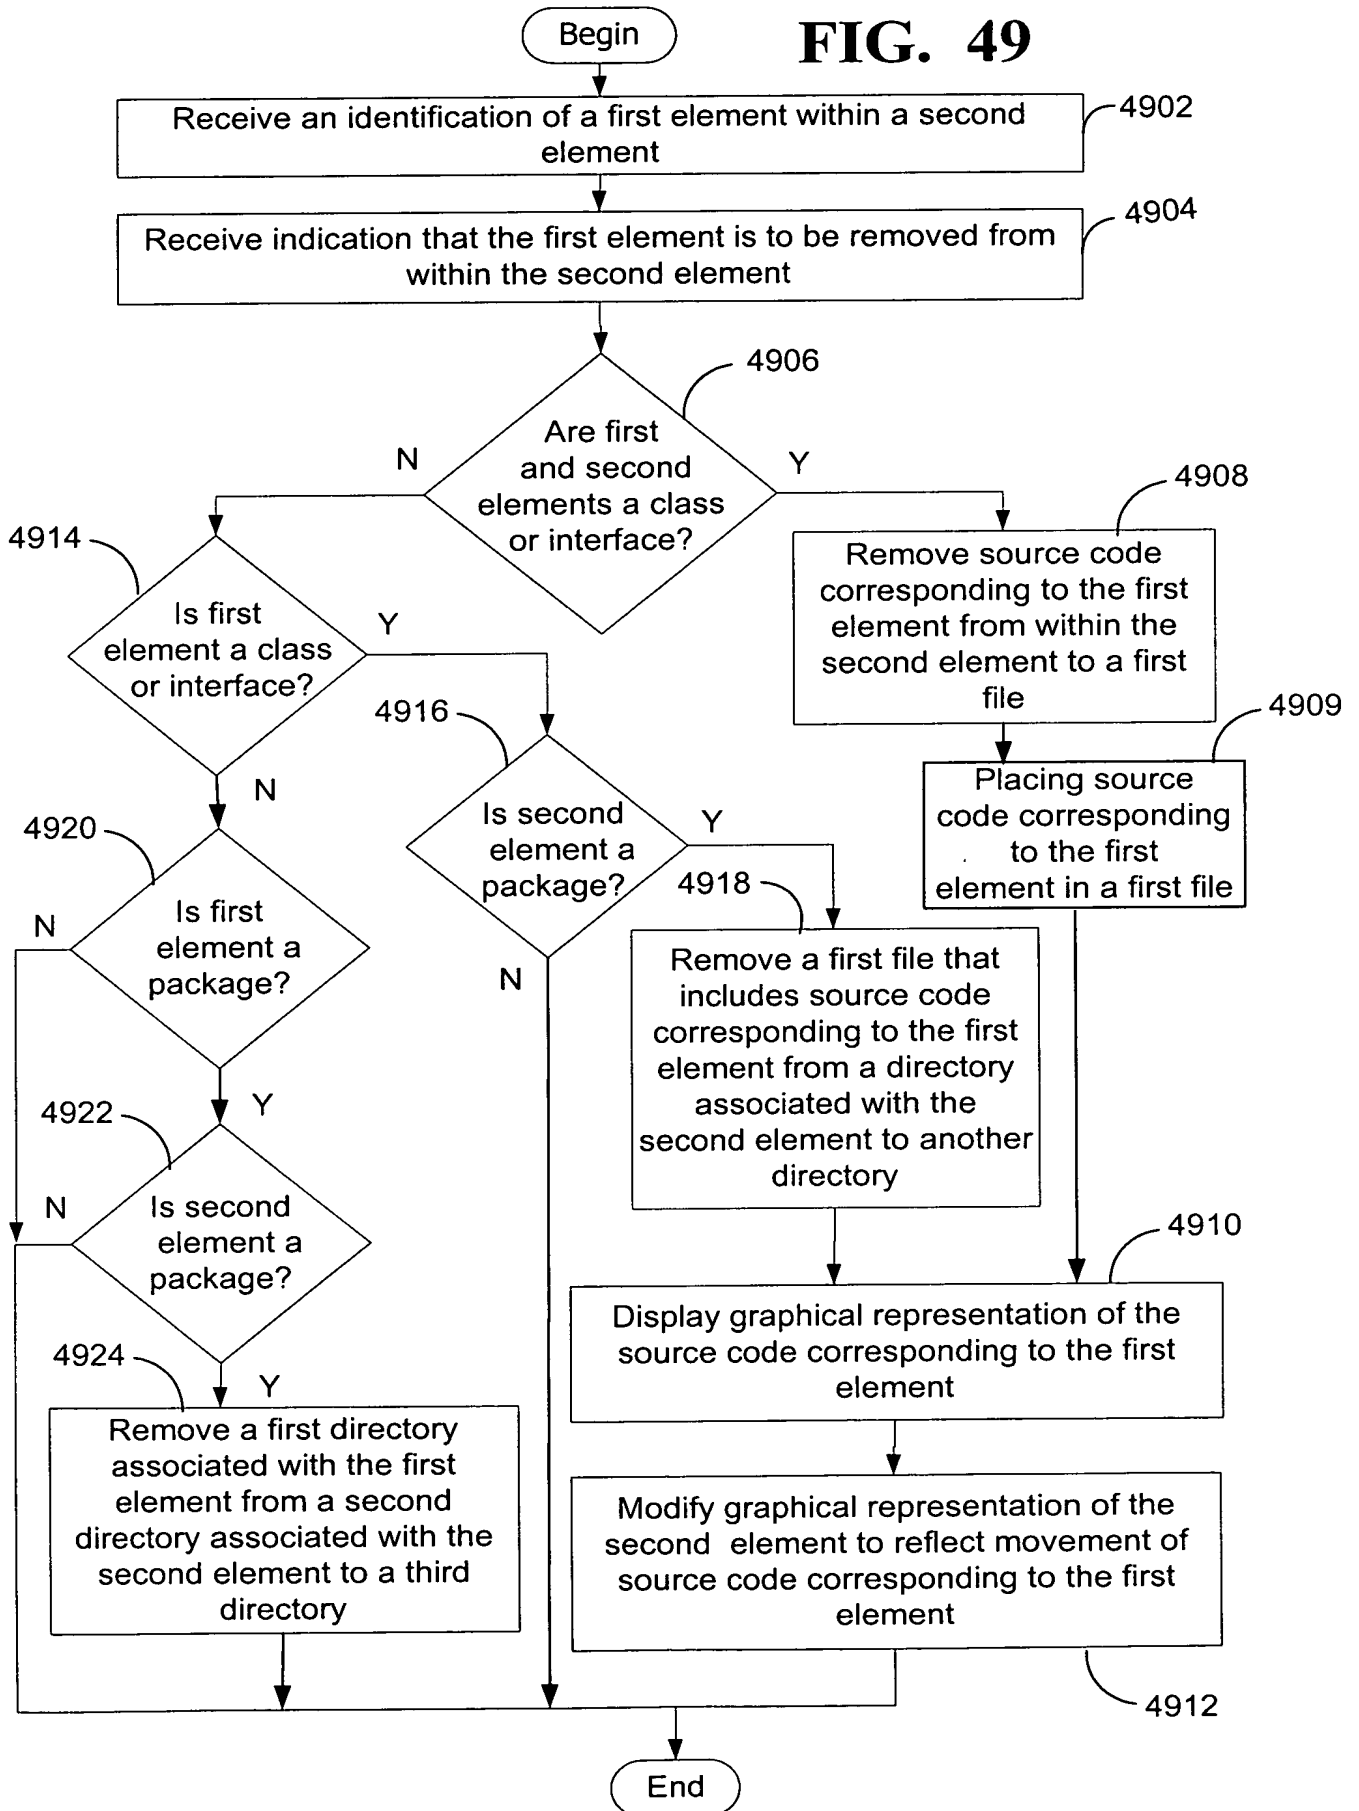 Begin
FIG. 49
Receive an identification of a first element within a second
element
4902
Receive indication that the first element is to be removed from
within the second element
4904
4906
Are first
and second
elements a class
or interface?
N
Y
4908
Remove source code
corresponding to the first
element from within the
second element to a first
file
4914
Is first
element a class
or interface?
Y
N
4916
Is second
element a
package?
Y
N
4909
Placing source
code corresponding
to the first
element in a first file
4920
Is first
element a
package?
N
Y
4918
Remove a first file that
includes source code
corresponding to the first
element from a directory
associated with the
second element to another
directory
4922
Is second
element a
package?
N
Y
4910
Display graphical representation of the
source code corresponding to the first
element
4924
Remove a first directory
associated with the first
element from a second
directory associated with the
second element to a third
directory
Modify graphical representation of the
second element to reflect movement of
source code corresponding to the first
element
4912
End